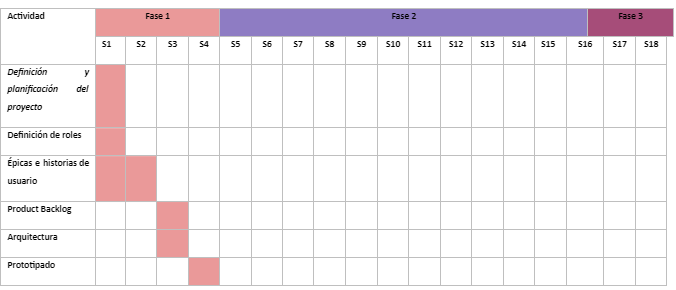 Actividad Fase 1 Fase 2 Fase 3
S1 S2 S3 S4 S5 S6 S7 S8 S9 S10 S11 S12 S13 S14 S15 S16 S17 S18
Definición y
planificación del
proyecto
Definición de roles
Épicas e historias de
usuario
Product Backlog
Arquitectura
Prototipado